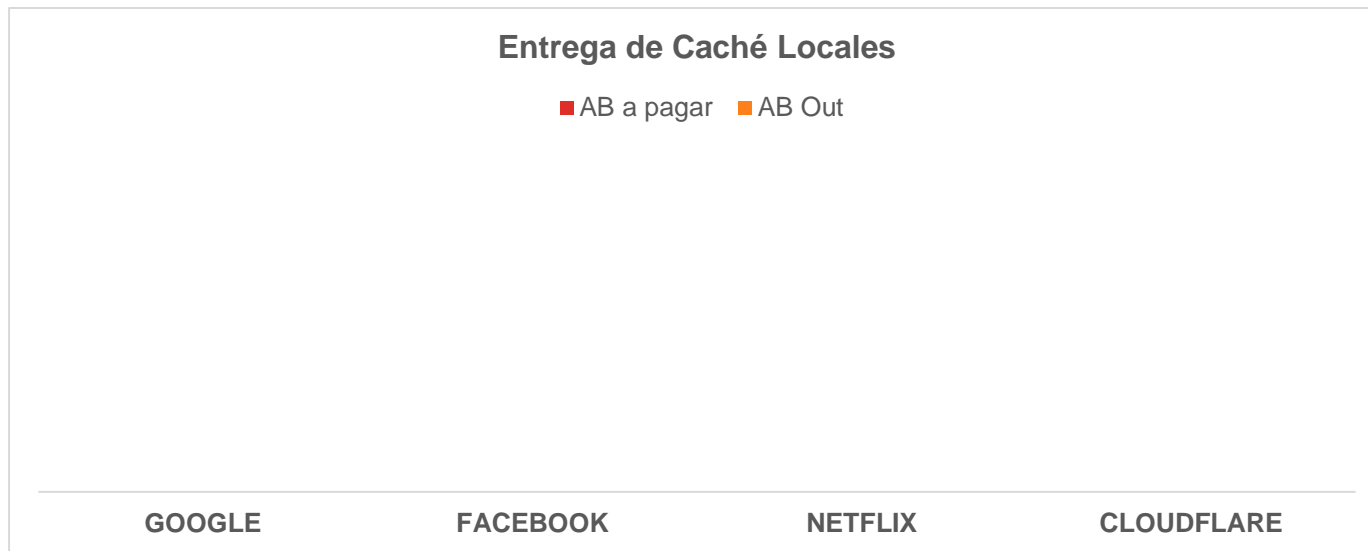 Entrega de Caché Locales
AB a pagar AB Out
GOOGLE FACEBOOK NETFLIX CLOUDFLARE